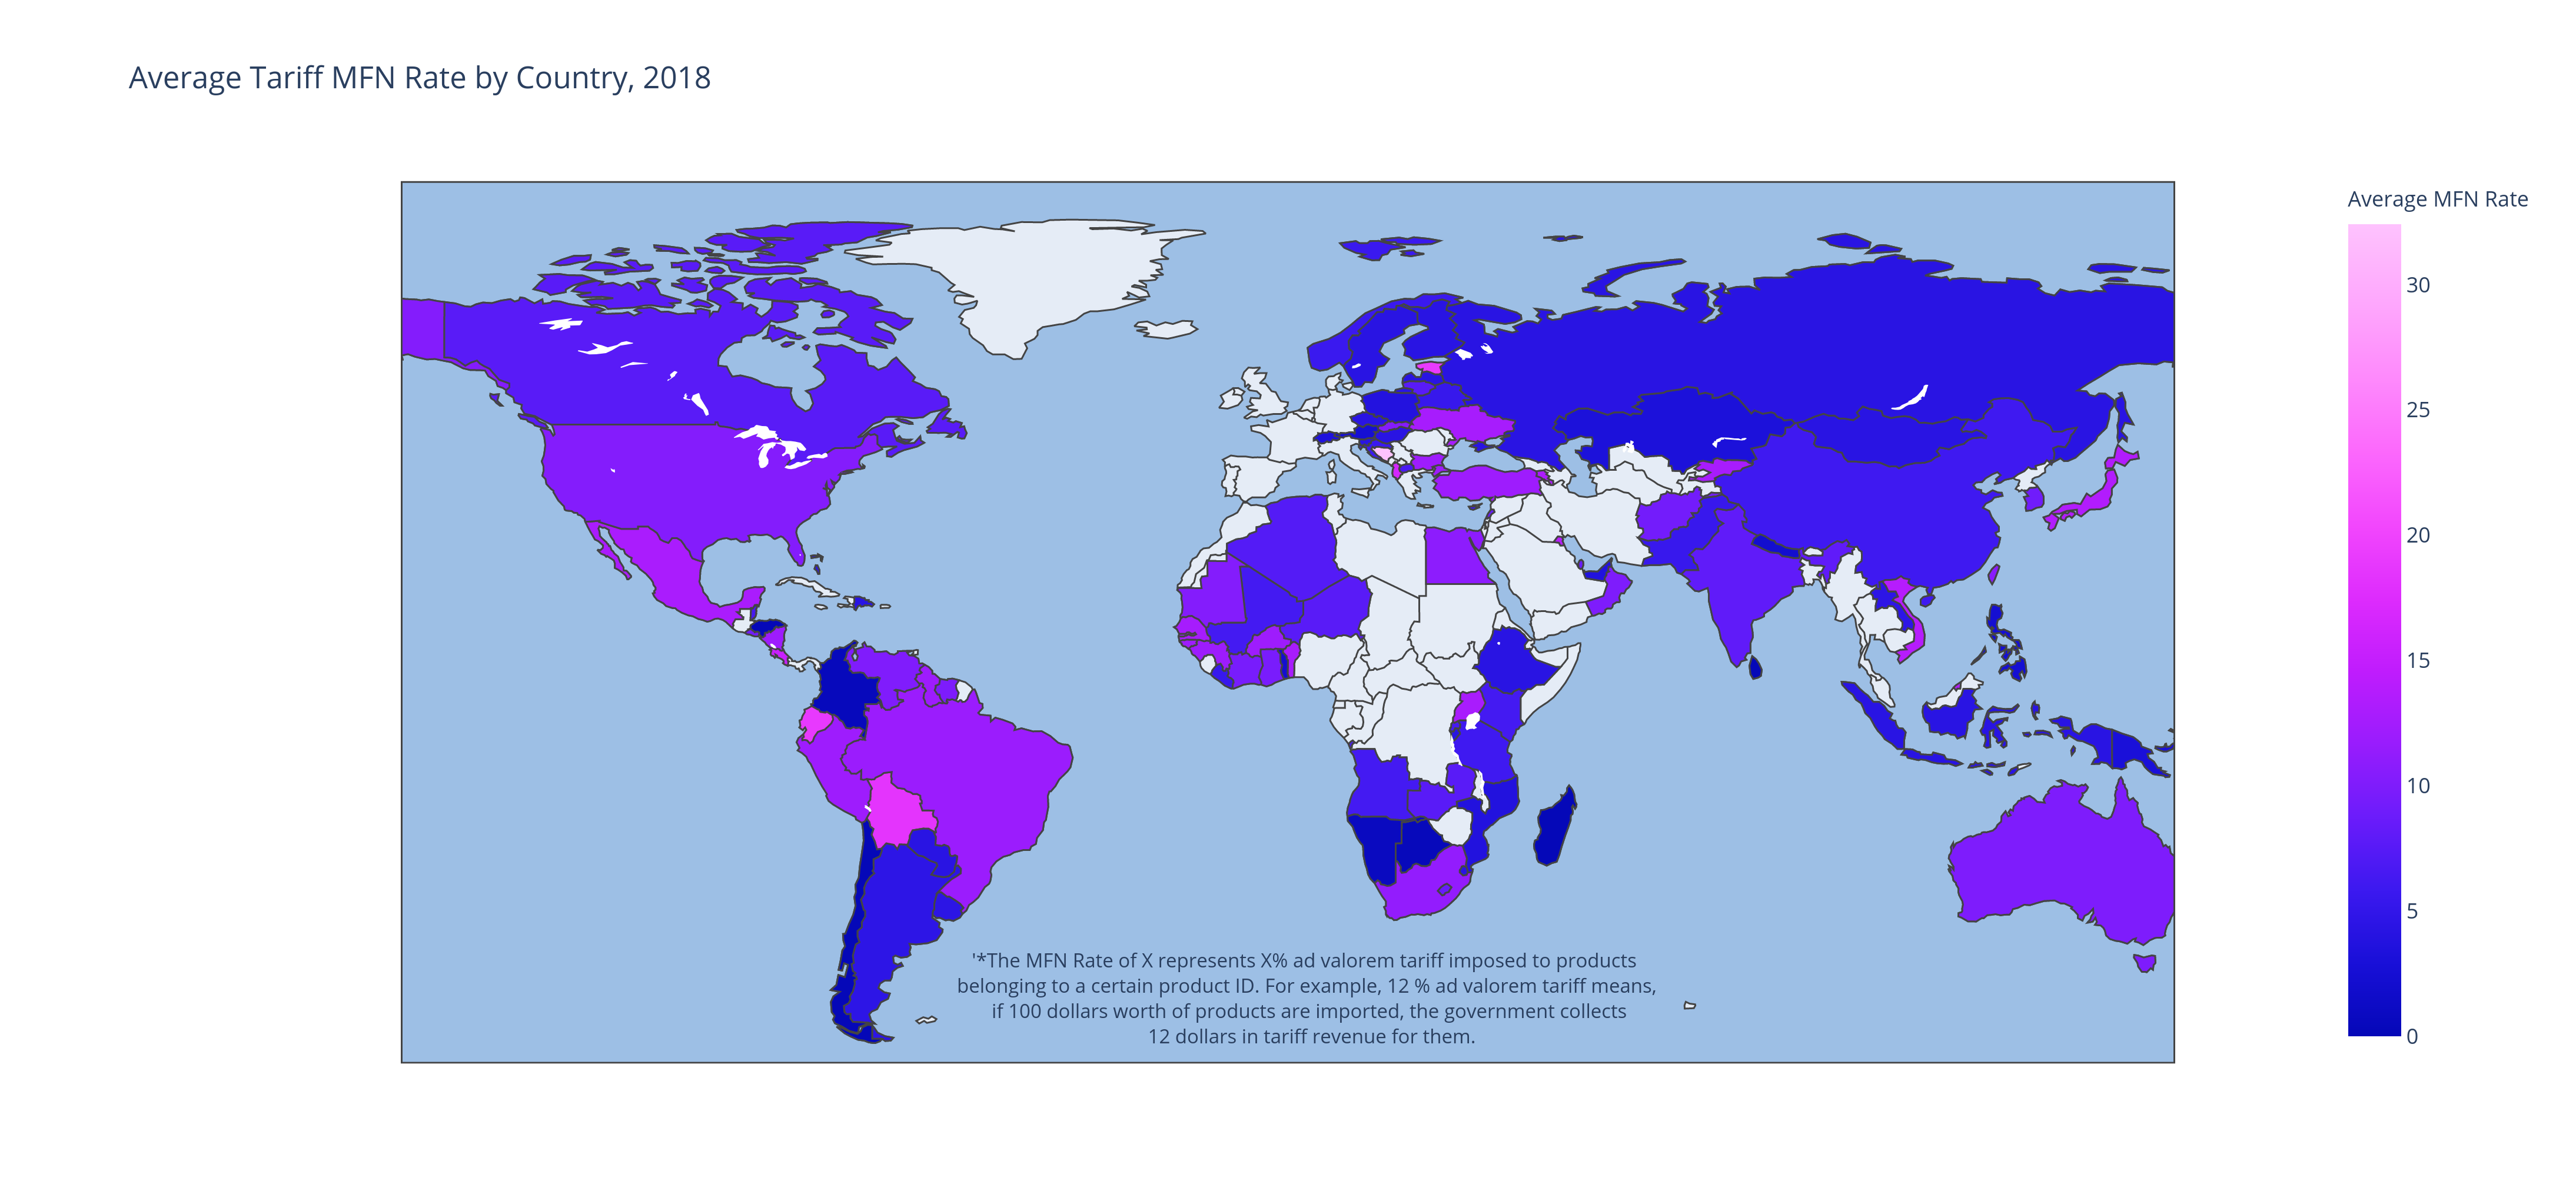 Average Tariff MFN Rate by Country, 2018
Average MFN Rate
30
25
20
15
10
5
0
'*The MFN Rate of X represents X% ad valorem tariff imposed to products
belonging to a certain product ID. For example, 12 % ad valorem tariff means,
if 100 dollars worth of products are imported, the government collects
12 dollars in tariff revenue for them.